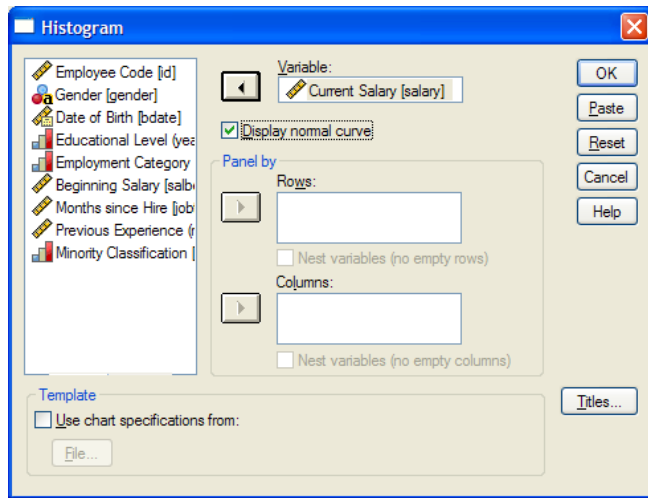 Histogram
Employee Code [id]
Gender [gender]
Date of Birth [bdate]
Educational Level (yea
Employment Category
Beginning Salary [salb
Months since Hire [job
Previous Experience (
Minority Classification [
Variable:
Current Salary [salary]
Display normal curve
Panel by
Rows:
Nest variables (no empty rows)
Columns:
Nest variables (no empty columns)
OK
Paste
Reset
Cancel
Help
Titles...
Template
Use chart specifications from:
File...